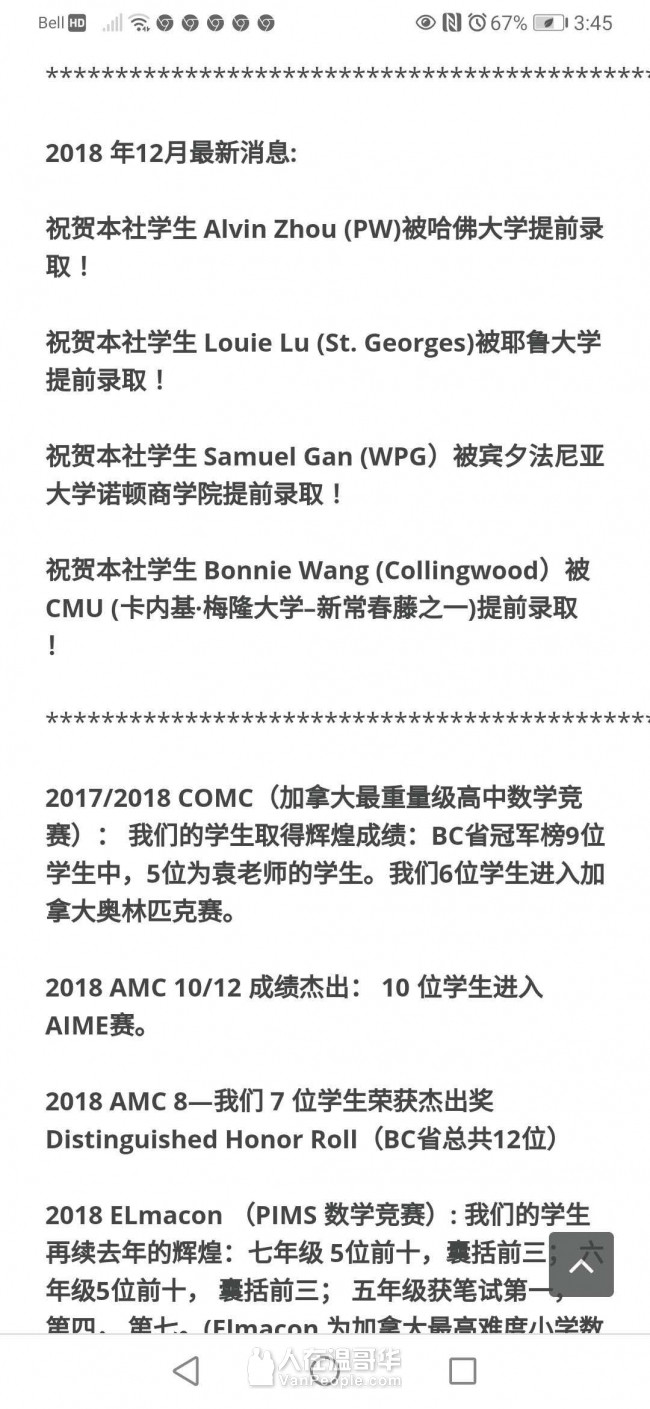 Bell HD 67% 3:45
*******************************************
2018 年12月最新消息:
祝贺本社学生 Alvin Zhou (PW)被哈佛大学提前录
取！
祝贺本社学生 Louie Lu (St. Georges)被耶鲁大学
提前录取！
祝贺本社学生 Samuel Gan (WPG）被宾夕法尼亚
大学诺顿商学院提前录取！
祝贺本社学生 Bonnie Wang (Collingwood）被
CMU (卡内基·梅隆大学–新常春藤之一)提前录取
！
*******************************************
2017/2018 COMC（加拿大最重量级高中数学竞
赛）： 我们的学生取得辉煌成绩：BC省冠军榜9位
学生中，5位为袁老师的学生。我们6位学生进入加
拿大奥林匹克赛。
2018 AMC 10/12 成绩杰出： 10 位学生进入
AIME赛。
2018 AMC 8—我们 7 位学生荣获杰出奖
Distinguished Honor Roll（BC省总共12位）
2018 ELmacon （PIMS 数学竞赛）: 我们的学生
再续去年的辉煌：七年级 5位前十，囊括前三； 六
年级5位前十， 囊括前三； 五年级获笔试第一，
第四， 第七。(Elmacon 为加拿大最高难度小学数
人在温哥华
VanPeople.com